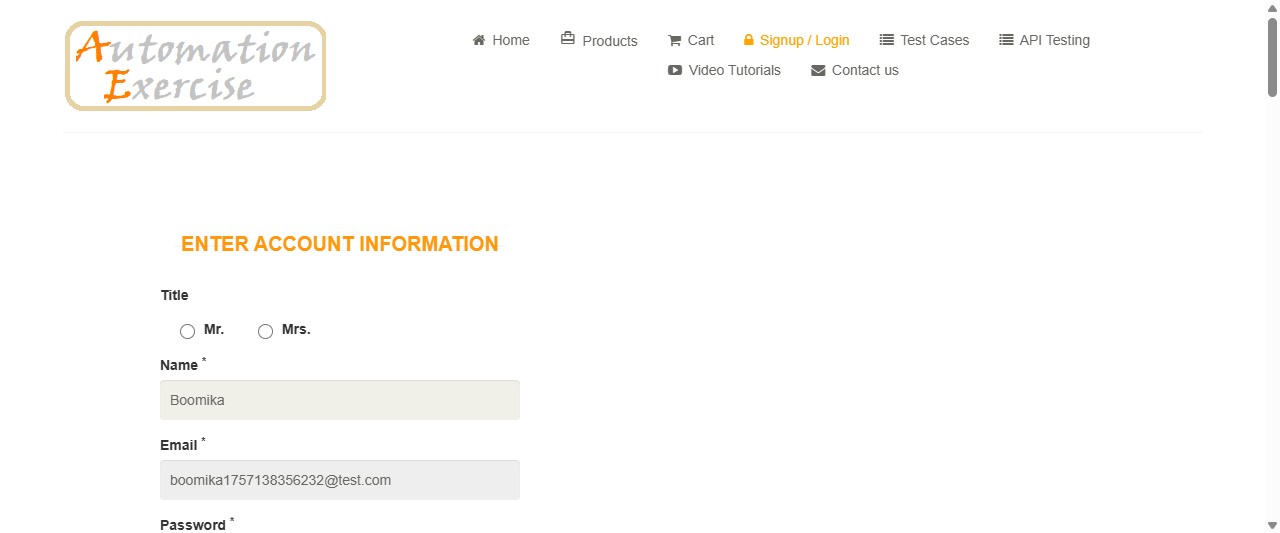 Automation
Exercise
Home Products Cart Signup / Login Test Cases API Testing
Video Tutorials Contact us
ENTER ACCOUNT INFORMATION
Title
Mr. Mrs.
Name *
Boomika
Email *
boomika1757138356232@test.com
Password *